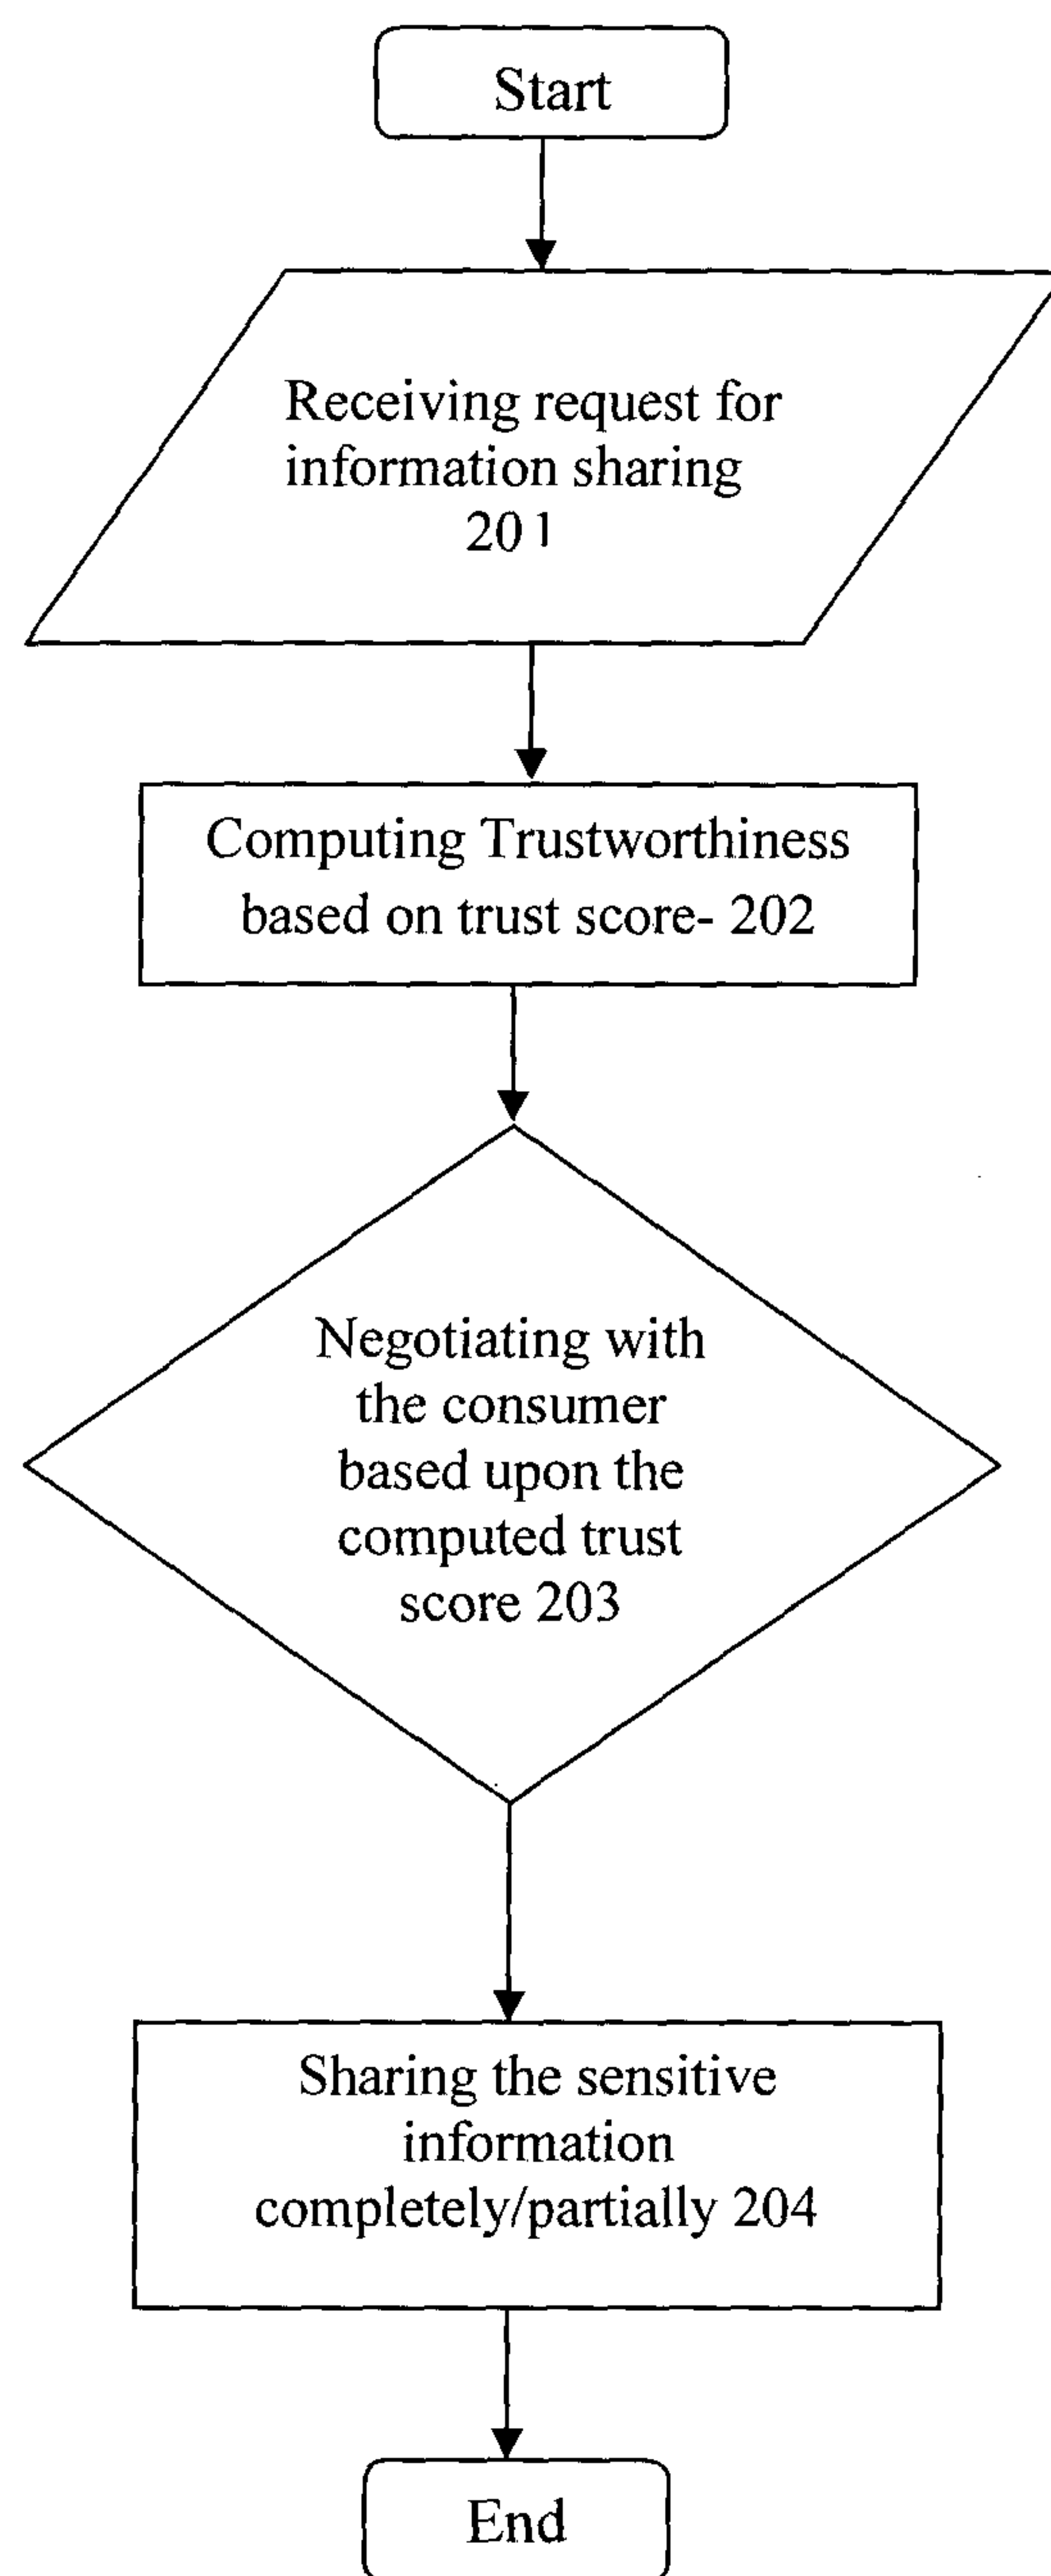 Start
Receiving request for
information sharing
201
Computing Trustworthiness
based on trust score- 202
Negotiating with
the consumer
based upon the
computed trust
score 203
Sharing the sensitive
information
completely/partially 204
End